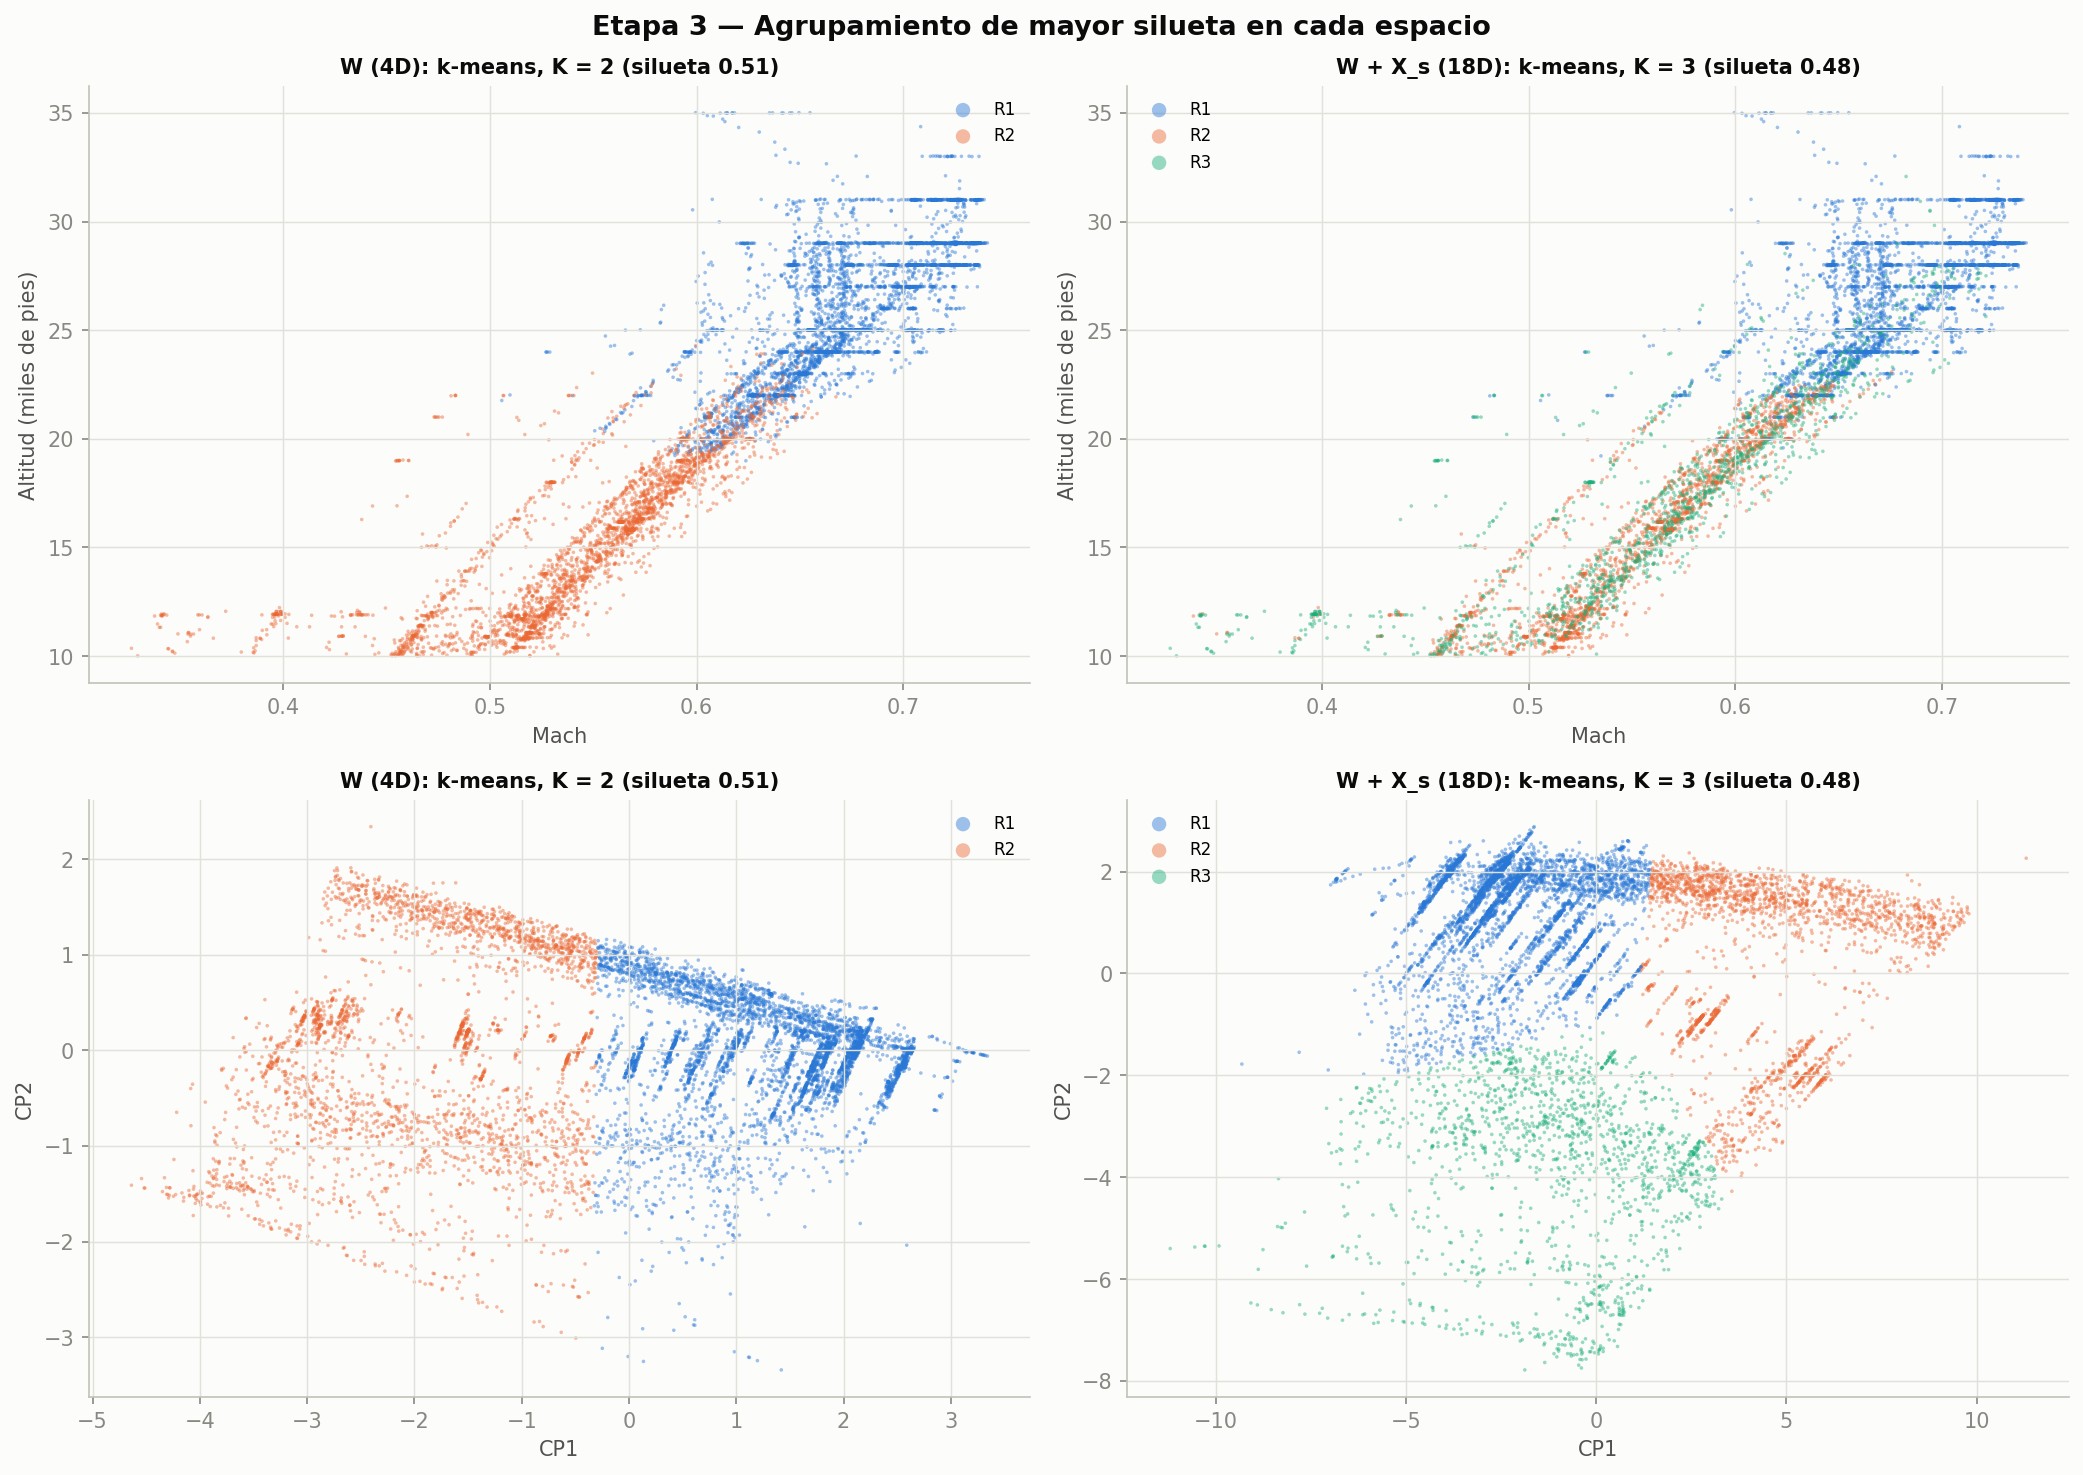 Etapa 3 — Agrupamiento de mayor silueta en cada espacio
W (4D): k-means, K = 2 (silueta 0.51)
R1
R2
35
30
25
20
15
10
Altitud (miles de pies)
0.4
0.5
0.6
0.7
Mach
W + X_s (18D): k-means, K = 3 (silueta 0.48)
R1
R2
R3
35
30
25
20
15
10
Altitud (miles de pies)
0.4
0.5
0.6
0.7
Mach
W (4D): k-means, K = 2 (silueta 0.51)
R1
R2
2
1
0
−1
−2
−3
CP2
−5
−4
−3
−2
−1
0
1
2
3
CP1
W + X_s (18D): k-means, K = 3 (silueta 0.48)
R1
R2
R3
2
0
−2
−4
−6
−8
CP2
−10
−5
0
5
10
CP1